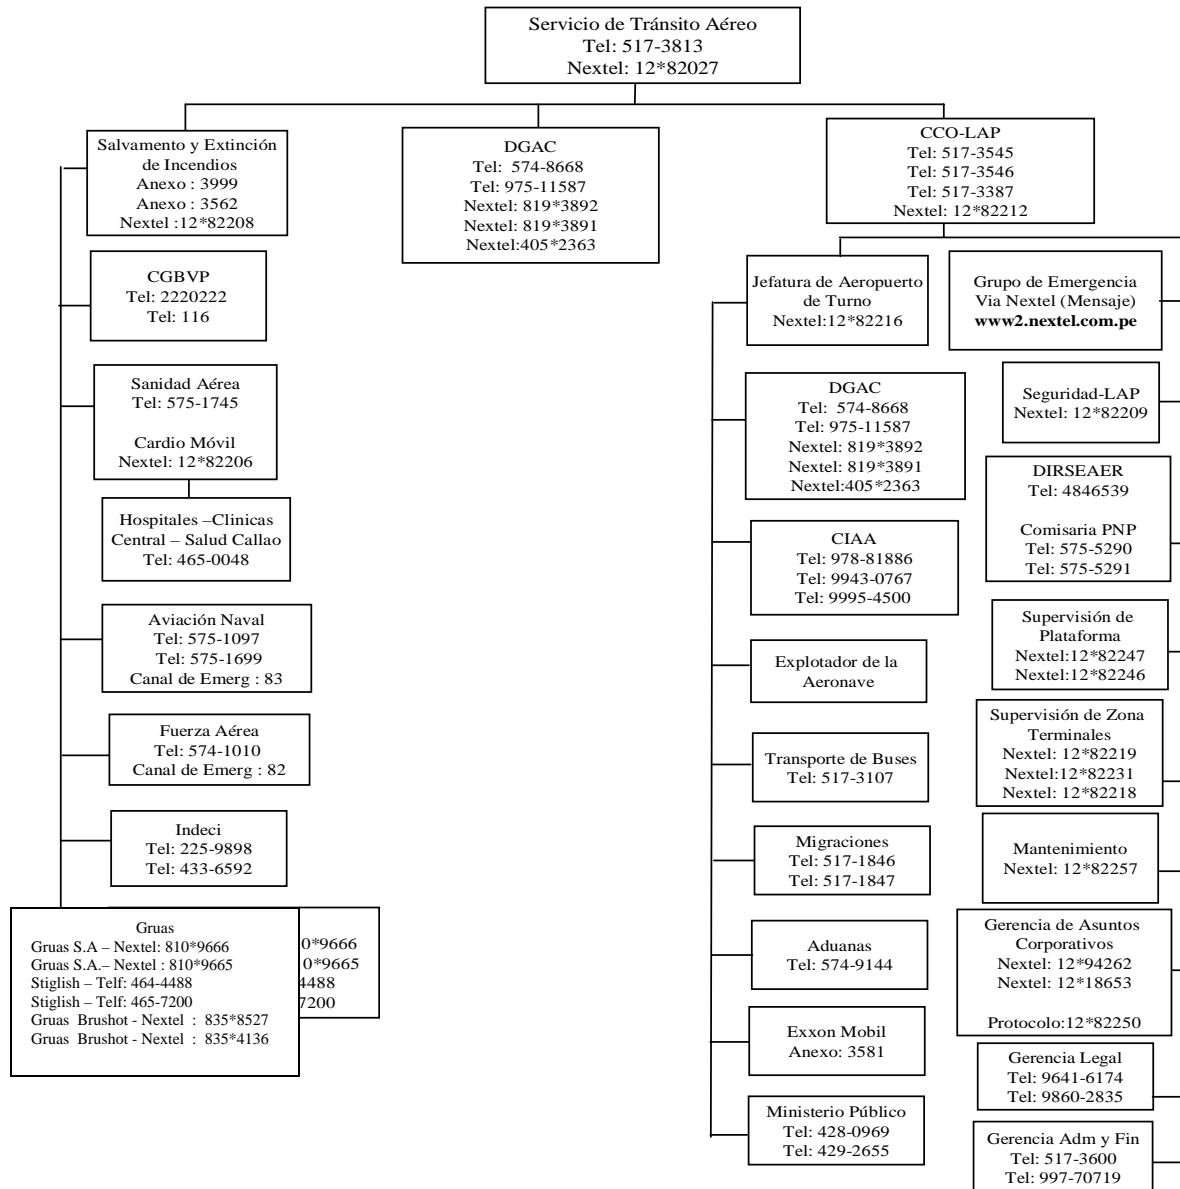 Servicio de Tránsito Aéreo
Tel: 517-3813
Nextel: 12*82027
Salvamento y Extinción
de Incendios
Anexo : 3999
Anexo : 3562
Nextel :12*82208
DGAC
Tel:  574-8668
Tel: 975-11587
Nextel: 819*3892
Nextel: 819*3891
Nextel:405*2363
CCO-LAP
Tel: 517-3545
Tel: 517-3546
Tel: 517-3387
Nextel: 12*82212
CGBVP
Tel: 2220222
Tel: 116
Sanidad Aérea
Tel: 575-1745
Cardio Móvil
Nextel: 12*82206
Hospitales –Clinicas
Central – Salud Callao
Tel: 465-0048
Aviación Naval
Tel: 575-1097
Tel: 575-1699
Canal de Emerg : 83
Fuerza Aérea
Tel: 574-1010
Canal de Emerg : 82
Indeci
Tel: 225-9898
Tel: 433-6592
Gruas
Gruas S.A – Nextel: 810*9666
Gruas S.A.– Nextel : 810*9665
Stiglish – Telf: 464-4488
Stiglish – Telf: 465-7200
Gruas  Brushot - Nextel  :  835*8527
Gruas  Brushot - Nextel  :  835*4136
0*9666
0*9665
4488
7200
Jefatura de Aeropuerto
de Turno
Nextel:12*82216
DGAC
Tel:  574-8668
Tel: 975-11587
Nextel: 819*3892
Nextel: 819*3891
Nextel:405*2363
CIAA
Tel: 978-81886
Tel: 9943-0767
Tel: 9995-4500
Explotador de la
Aeronave
Transporte de Buses
Tel: 517-3107
Migraciones
Tel: 517-1846
Tel: 517-1847
Aduanas
Tel: 574-9144
Exxon Mobil
Anexo: 3581
Ministerio Público
Tel: 428-0969
Tel: 429-2655
Grupo de Emergencia
Via Nextel (Mensaje)
www2.nextel.com.pe
Seguridad-LAP
Nextel: 12*82209
DIRSEAER
Tel: 4846539
Comisaria PNP
Tel: 575-5290
Tel: 575-5291
Supervisión de
Plataforma
Nextel:12*82247
Nextel:12*82246
Supervisión de Zona
Terminales
Nextel: 12*82219
Nextel:12*82231
Nextel: 12*82218
Mantenimiento
Nextel: 12*82257
Gerencia de Asuntos
Corporativos
Nextel: 12*94262
Nextel: 12*18653
Protocolo:12*82250
Gerencia Legal
Tel: 9641-6174
Tel: 9860-2835
Gerencia Adm y Fin
Tel: 517-3600
Tel: 997-70719